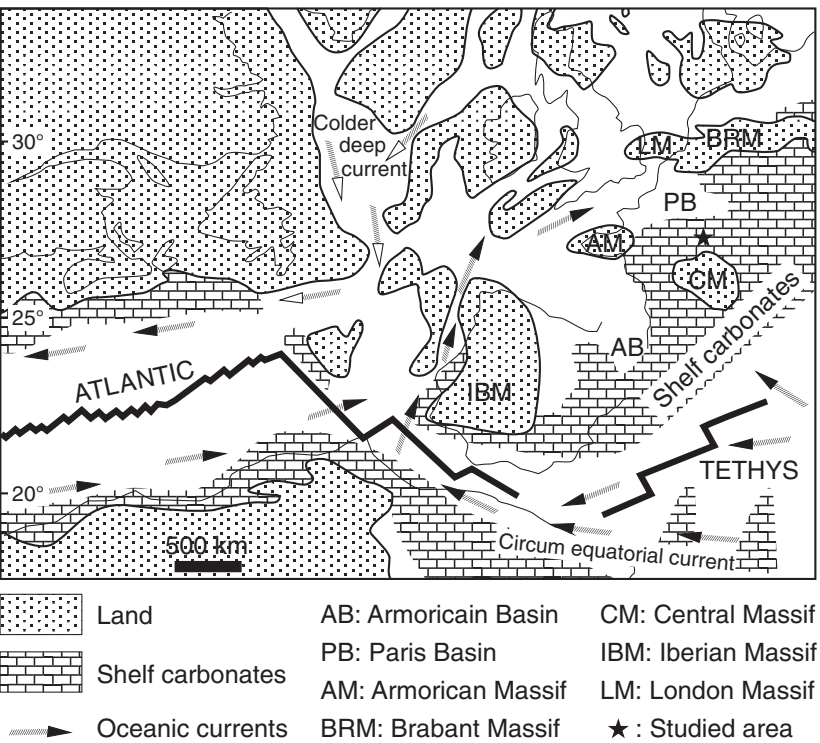 Colder
deep
current
30°
LM
BRM
PB
AM
CM
25°
Shelf carbonates
AB
ATLANTIC
IBM
TETHYS
20°
500 km
Circum equatorial current
Land
AB: Armoricain Basin
CM: Central Massif
PB: Paris Basin
IBM: Iberian Massif
Shelf carbonates
AM: Armorican Massif
LM: London Massif
Oceanic currents
BRM: Brabant Massif
★ : Studied area